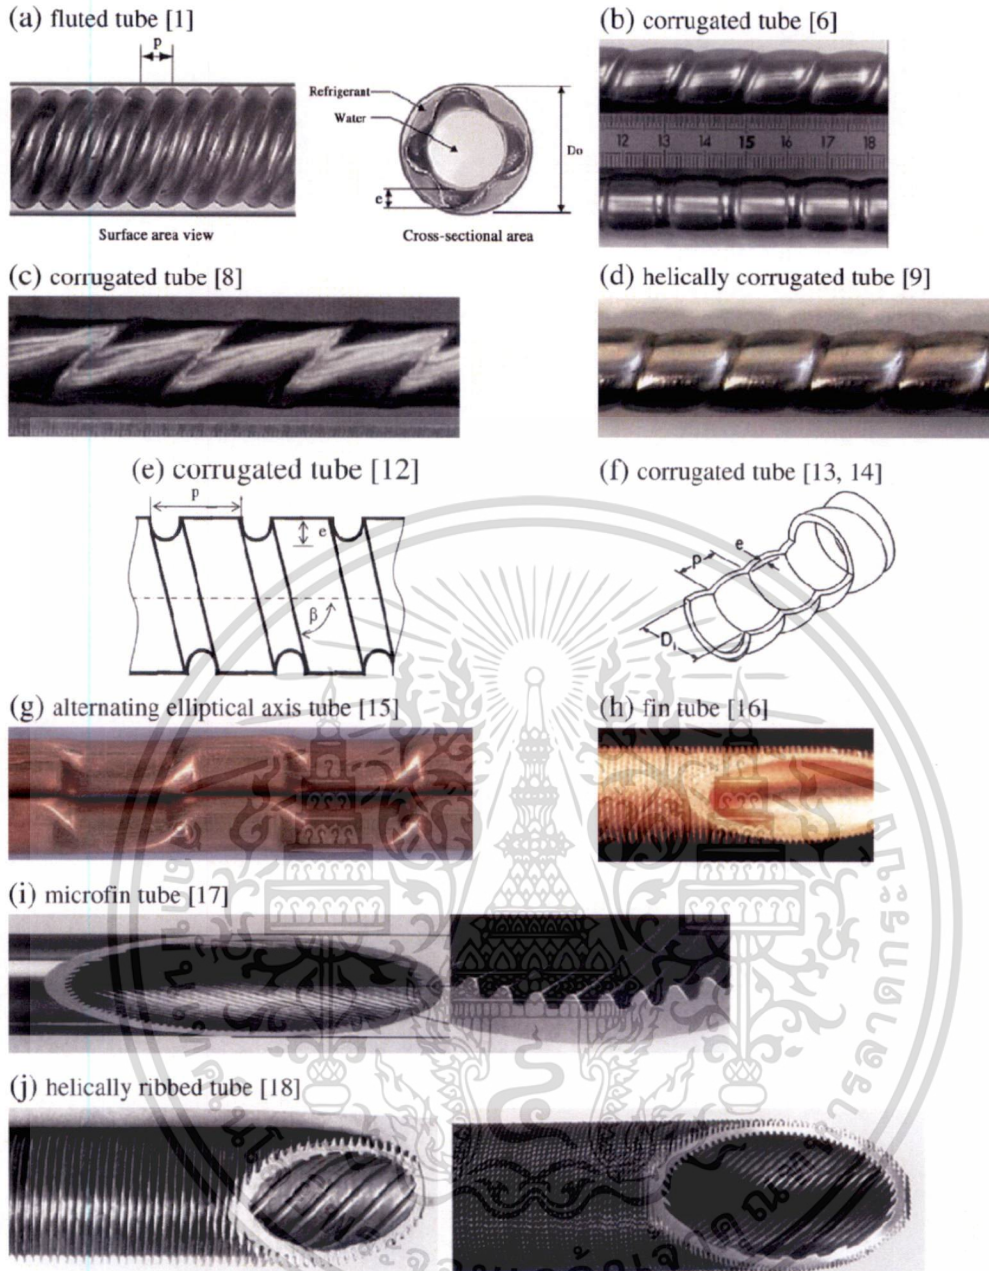 (a) fluted tube [1]
p
Refrigerant
Water
Do
e
Surface area view
Cross-sectional area
(b) corrugated tube [6]
12 13 14 15 16 17 18
(c) corrugated tube [8]
(d) helically corrugated tube [9]
(e) corrugated tube [12]
p
e
β
(f) corrugated tube [13, 14]
e
p
Di
(g) alternating elliptical axis tube [15]
(h) fin tube [16]
(i) microfin tube [17]
(j) helically ribbed tube [18]